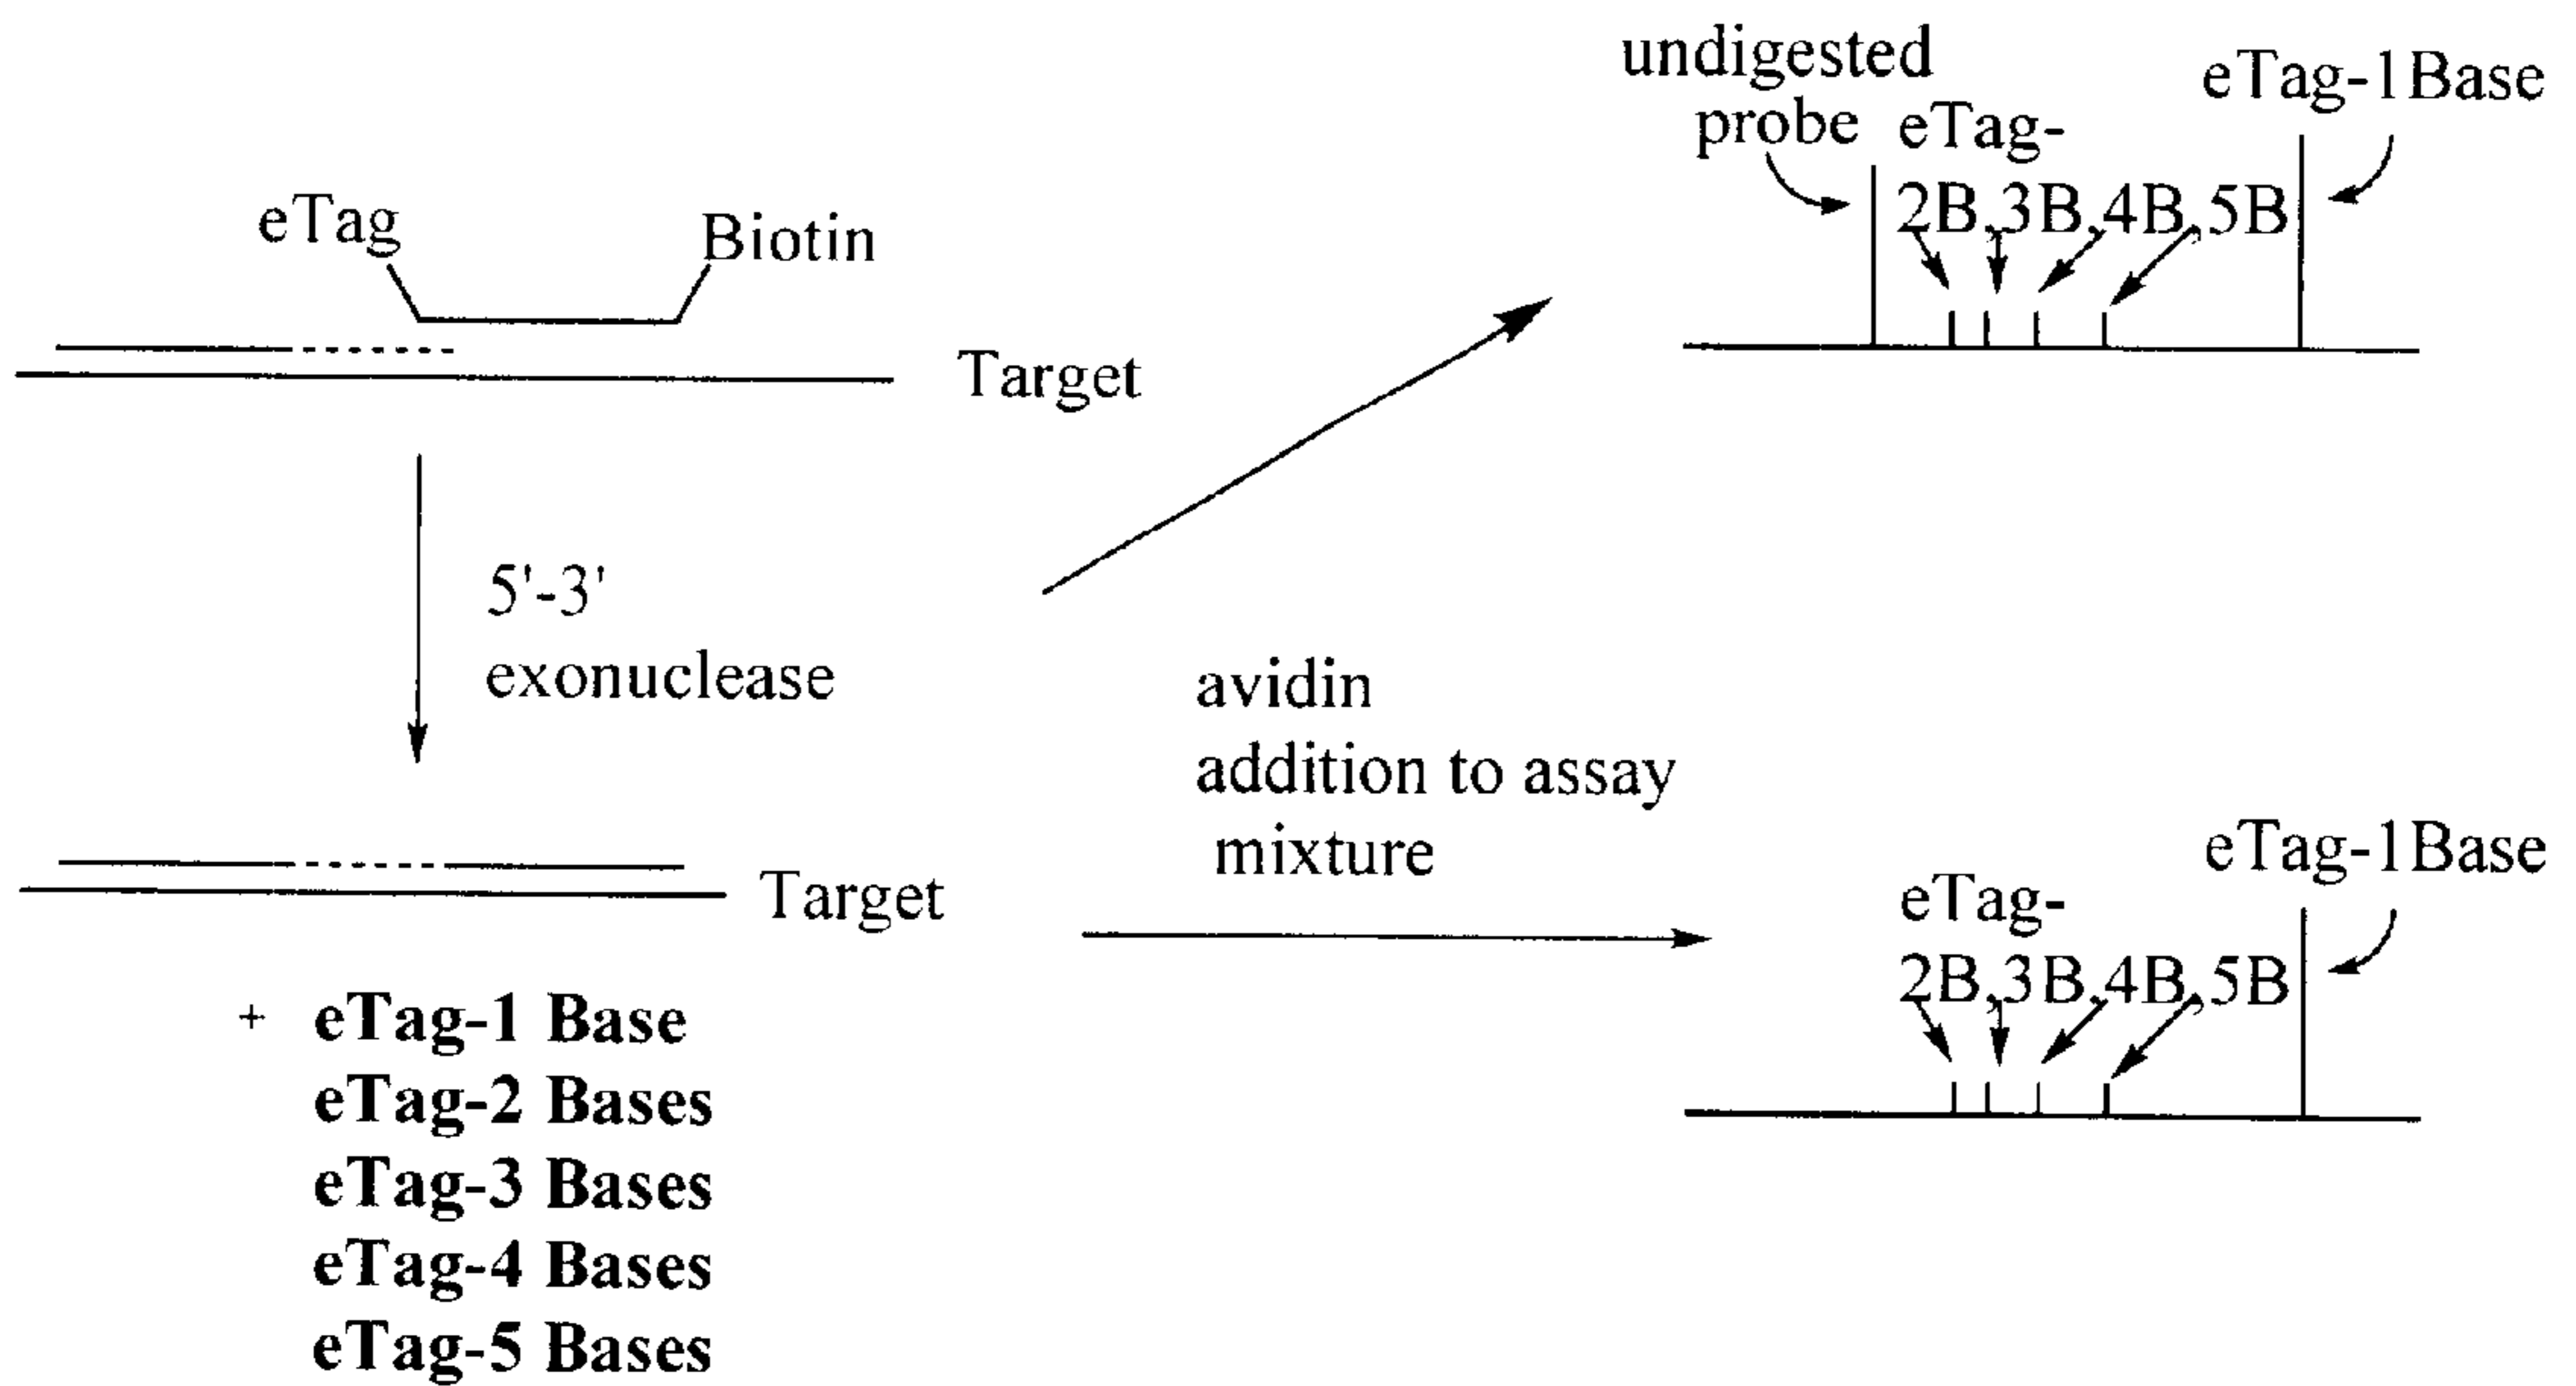 undigested
probe
eTag-
2B,3B,4B,5B
eTag-1Base
eTag
Biotin
Target
5'-3'
exonuclease
avidin
addition to assay
mixture
Target
+ eTag-1 Base
eTag-2 Bases
eTag-3 Bases
eTag-4 Bases
eTag-5 Bases
eTag-
2B,3B,4B,5B
eTag-1Base